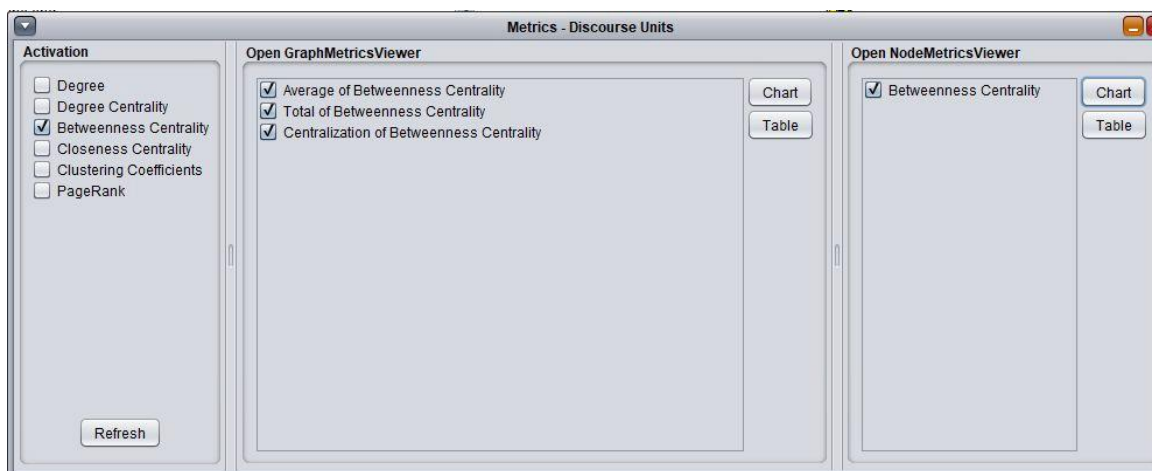 Metrics - Discourse Units
Activation
Degree
Degree Centrality
Betweenness Centrality
Closeness Centrality
Clustering Coefficients
PageRank
Refresh
Open GraphMetricsViewer
Average of Betweenness Centrality
Total of Betweenness Centrality
Centralization of Betweenness Centrality
Chart
Table
Open NodeMetricsViewer
Betweenness Centrality
Chart
Table